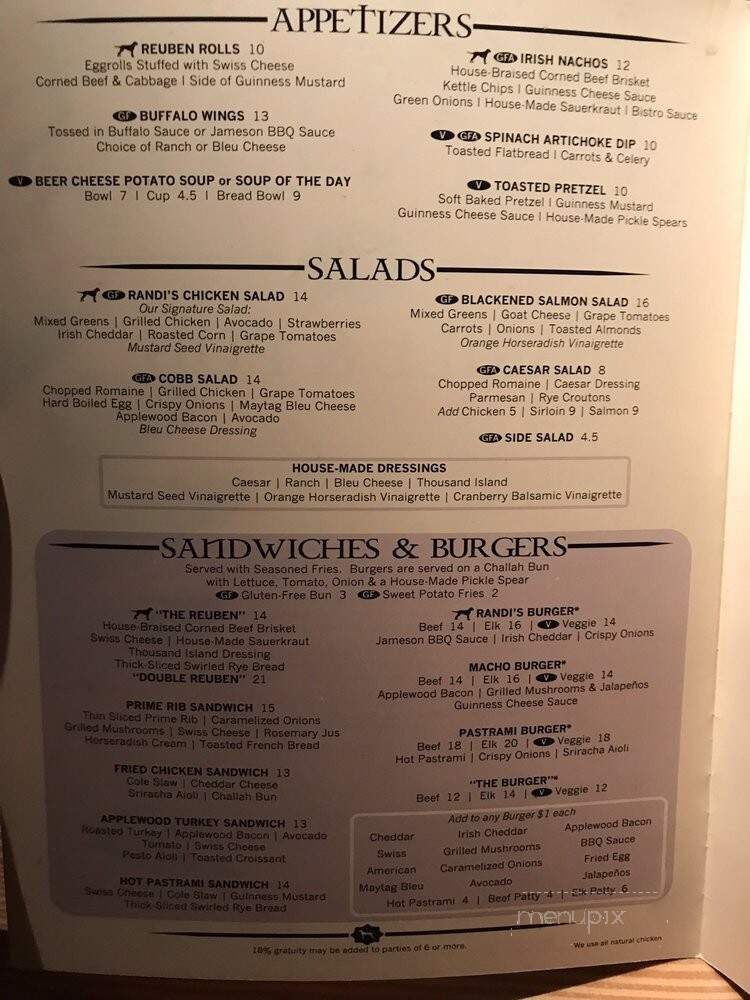 APPETIZERS
REUBEN ROLLS 10
Eggrolls Stuffed with Swiss Cheese
Corned Beef & Cabbage | Side of Guinness Mustard
GF BUFFALO WINGS 13
Tossed in Buffalo Sauce or Jameson BBQ Sauce
Choice of Ranch or Bleu Cheese
V BEER CHEESE POTATO SOUP or SOUP OF THE DAY
Bowl 7 | Cup 4.5 | Bread Bowl 9
GFA IRISH NACHOS 12
House-Braised Corned Beef Brisket
Kettle Chips | Guinness Cheese Sauce
Green Onions | House-Made Sauerkraut | Bistro Sauce
V GFA SPINACH ARTICHOKE DIP 10
Toasted Flatbread | Carrots & Celery
V TOASTED PRETZEL 10
Soft Baked Pretzel | Guinness Mustard
Guinness Cheese Sauce | House-Made Pickle Spears
SALADS
GF RANDI'S CHICKEN SALAD 14
Our Signature Salad:
Mixed Greens | Grilled Chicken | Avocado | Strawberries
Irish Cheddar | Roasted Corn | Grape Tomatoes
Mustard Seed Vinaigrette
GFA COBB SALAD 14
Chopped Romaine | Grilled Chicken | Grape Tomatoes
Hard Boiled Egg | Crispy Onions | Maytag Bleu Cheese
Applewood Bacon | Avocado
Bleu Cheese Dressing
GF BLACKENED SALMON SALAD 16
Mixed Greens | Goat Cheese | Grape Tomatoes
Carrots | Onions | Toasted Almonds
Orange Horseradish Vinaigrette
GFA CAESAR SALAD 8
Chopped Romaine | Caesar Dressing
Parmesan | Rye Croutons
Add Chicken 5 | Sirloin 9 | Salmon 9
GFA SIDE SALAD 4.5
HOUSE-MADE DRESSINGS
Caesar | Ranch | Bleu Cheese | Thousand Island
Mustard Seed Vinaigrette | Orange Horseradish Vinaigrette | Cranberry Balsamic Vinaigrette
SANDWICHES & BURGERS
Served with Seasoned Fries. Burgers are served on a Challah Bun
with Lettuce, Tomato, Onion & a House-Made Pickle Spear
GF Gluten-Free Bun 3 GF Sweet Potato Fries 2
"THE REUBEN" 14
House-Braised Corned Beef Brisket
Swiss Cheese | House-Made Sauerkraut
Thousand Island Dressing
Thick-Sliced Swirled Rye Bread
"DOUBLE REUBEN" 21
PRIME RIB SANDWICH 15
Thin Sliced Prime Rib | Caramelized Onions
Grilled Mushrooms | Swiss Cheese | Rosemary Jus
Horseradish Cream | Toasted French Bread
FRIED CHICKEN SANDWICH 13
Cole Slaw | Cheddar Cheese
Sriracha Aioli | Challah Bun
APPLEWOOD TURKEY SANDWICH 13
Roasted Turkey | Applewood Bacon | Avocado
Tomato | Swiss Cheese
Pesto Aioli | Toasted Croissant
HOT PASTRAMI SANDWICH 14
Swiss Cheese | Cole Slaw | Guinness Mustard
Thick-Sliced Swirled Rye Bread
RANDI'S BURGER*
Beef 14 | Elk 16 | V Veggie 14
Jameson BBQ Sauce | Irish Cheddar | Crispy Onions
MACHO BURGER*
Beef 14 | Elk 16 | V Veggie 14
Applewood Bacon | Grilled Mushrooms & Jalapeños
Guinness Cheese Sauce
PASTRAMI BURGER*
Beef 18 | Elk 20 | V Veggie 18
Hot Pastrami | Crispy Onions | Sriracha Aioli
"THE BURGER"*
Beef 12 | Elk 14 | V Veggie 12
Add to any Burger $1 each
Cheddar Irish Cheddar Applewood Bacon
Swiss Grilled Mushrooms BBQ Sauce
American Caramelized Onions Fried Egg
Maytag Bleu Avocado Jalapeños
Hot Pastrami 4 | Beef Patty 4 | Elk Patty 6
menupix
18% gratuity may be added to parties of 6 or more.
We use all natural chicken